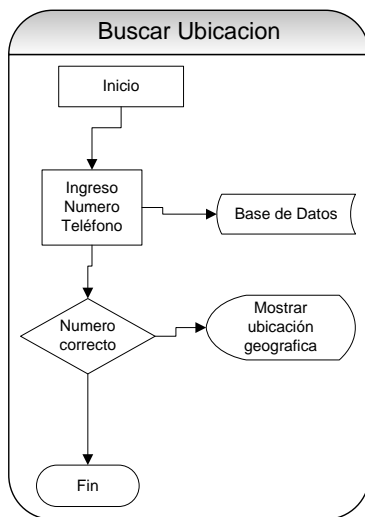 Buscar Ubicacion
Inicio
Ingreso
Numero
Teléfono
Base de Datos
Numero
correcto
Mostrar
ubicación
geografica
Fin